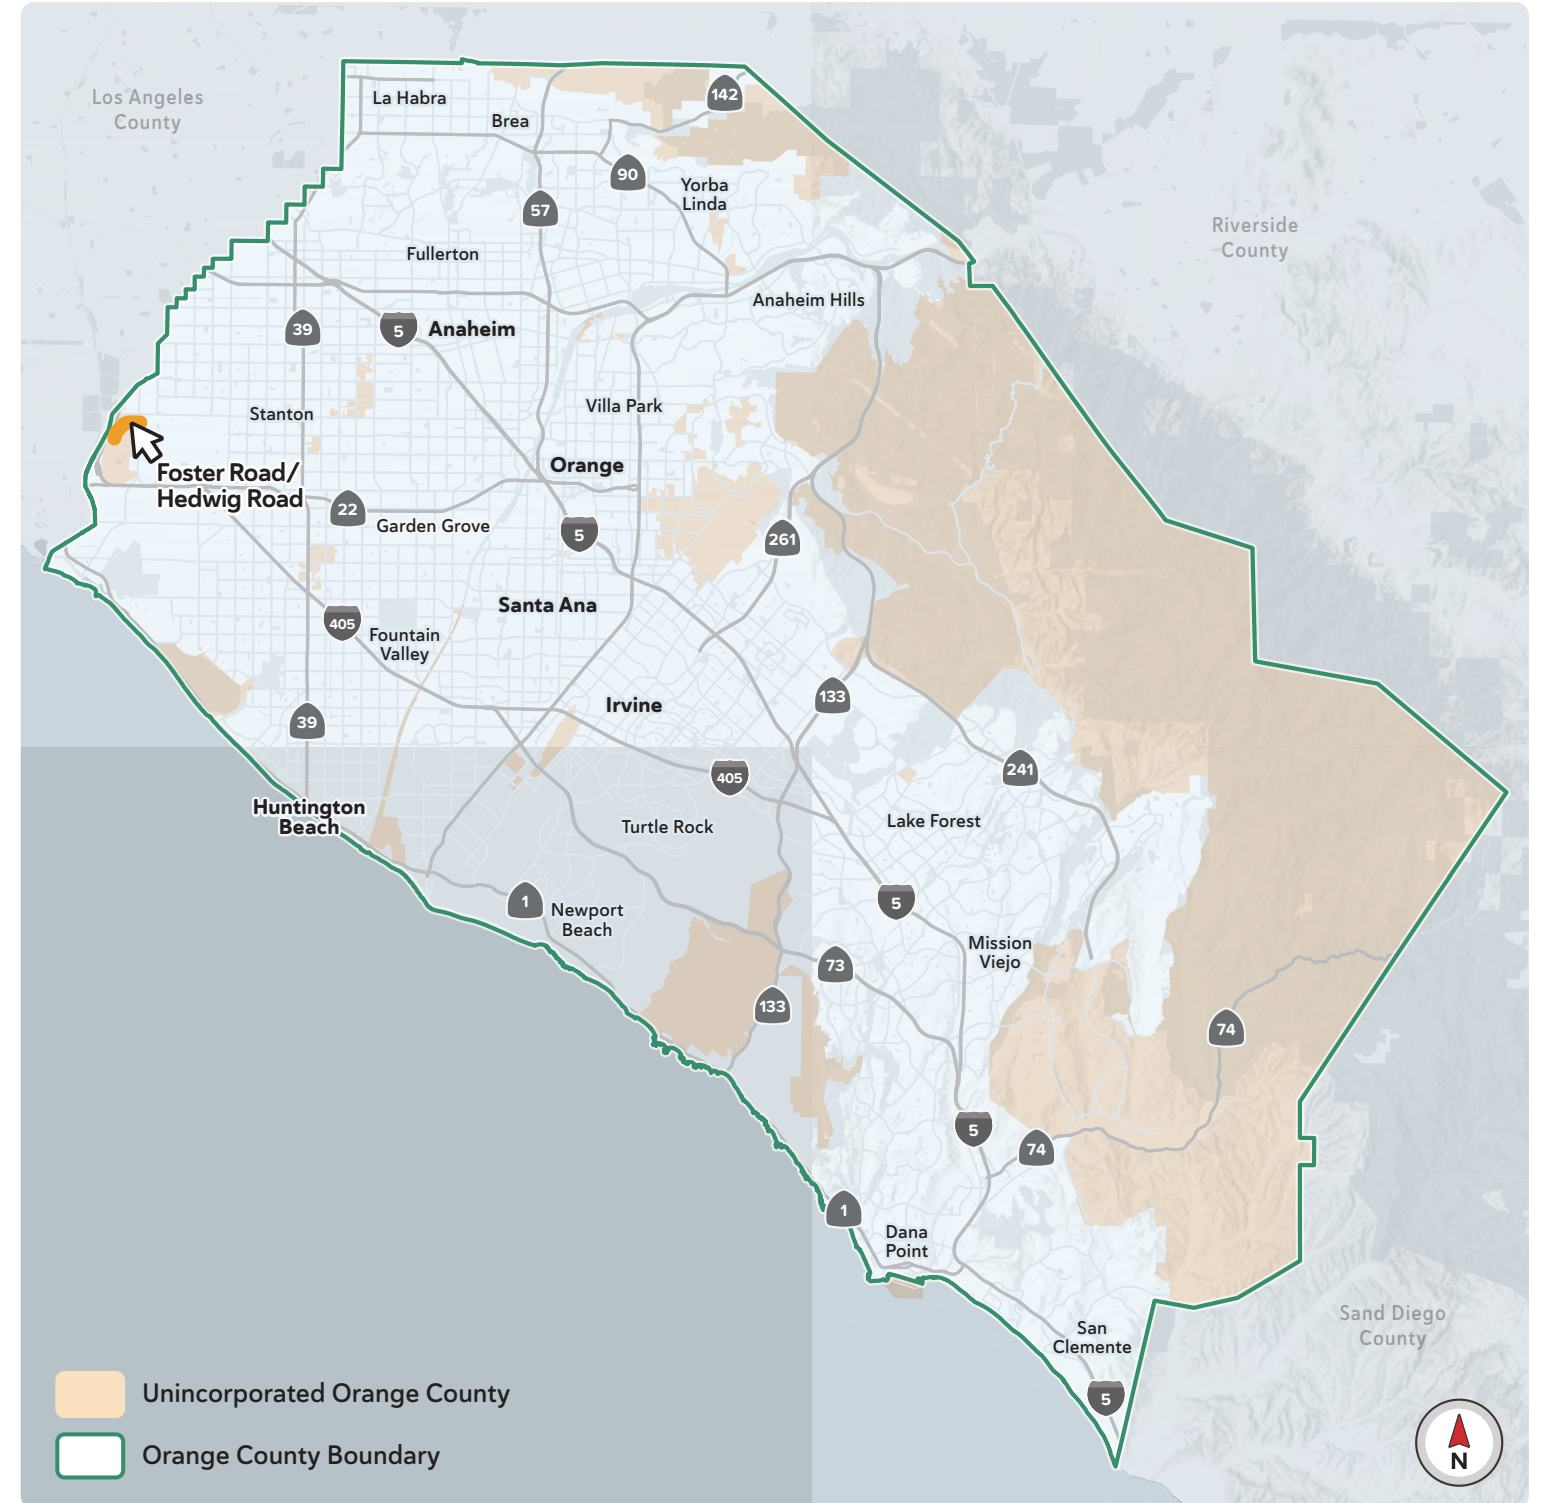 Los Angeles
County
La Habra
142
Brea
90
Yorba
Linda
57
Riverside
County
Fullerton
Anaheim Hills
39
5
Anaheim
Villa Park
Stanton
Orange
Foster Road/
Hedwig Road
22
Garden Grove
5
261
Santa Ana
405
Fountain
Valley
133
Irvine
39
241
405
Huntington
Beach
Turtle Rock
Lake Forest
5
1
Newport
Beach
Mission
Viejo
73
133
74
5
74
1
Dana
Point
Sand Diego
County
San
Clemente
5
Unincorporated Orange County
Orange County Boundary
N